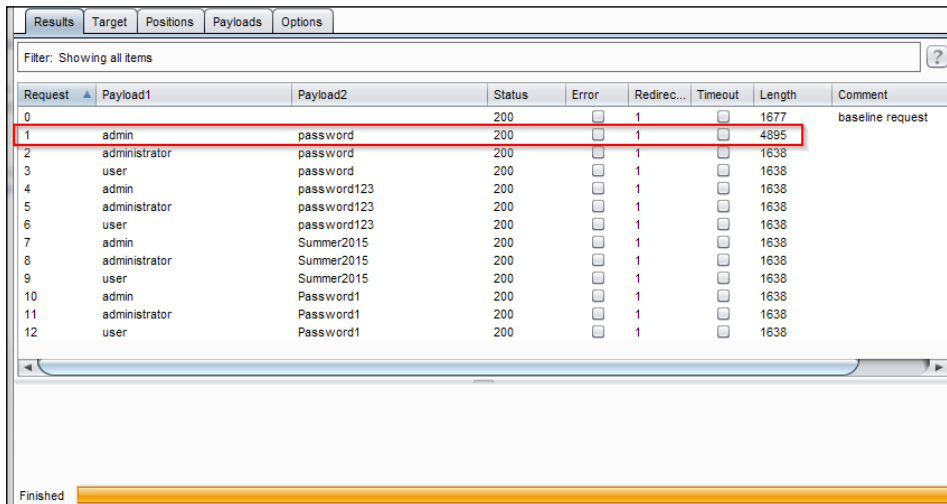 Results Target Positions Payloads Options
Filter: Showing all items ?
Request Payload1 Payload2 Status Error Redirec... Timeout Length Comment
0 200 1 1677 baseline request
1 admin password 200 1 4895
2 administrator password 200 1 1638
3 user password 200 1 1638
4 admin password123 200 1 1638
5 administrator password123 200 1 1638
6 user password123 200 1 1638
7 admin Summer2015 200 1 1638
8 administrator Summer2015 200 1 1638
9 user Summer2015 200 1 1638
10 admin Password1 200 1 1638
11 administrator Password1 200 1 1638
12 user Password1 200 1 1638
Finished